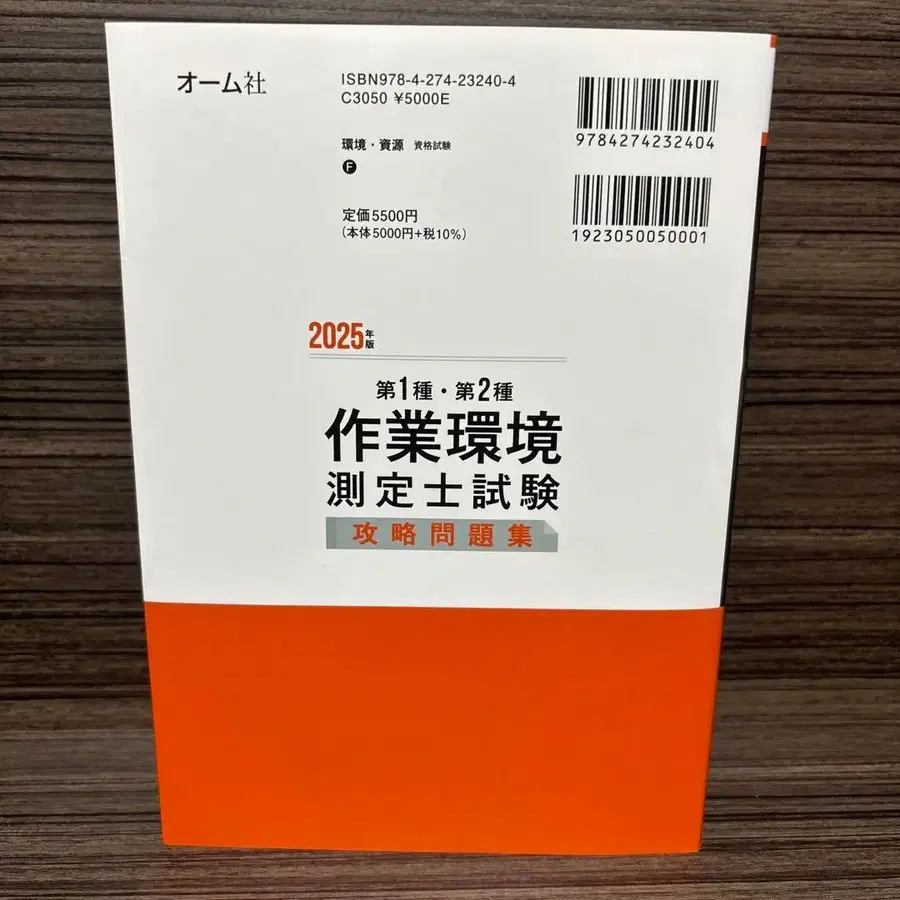 オーム社
ISBN978-4-274-23240-4
C3050 ¥5000E
9784274232404
環境・資源 資格試験
F
1923050050001
定価5500円
(本体5000円+税10%)
2025年版
第1種・第2種
作業環境
測定士試験
攻略問題集